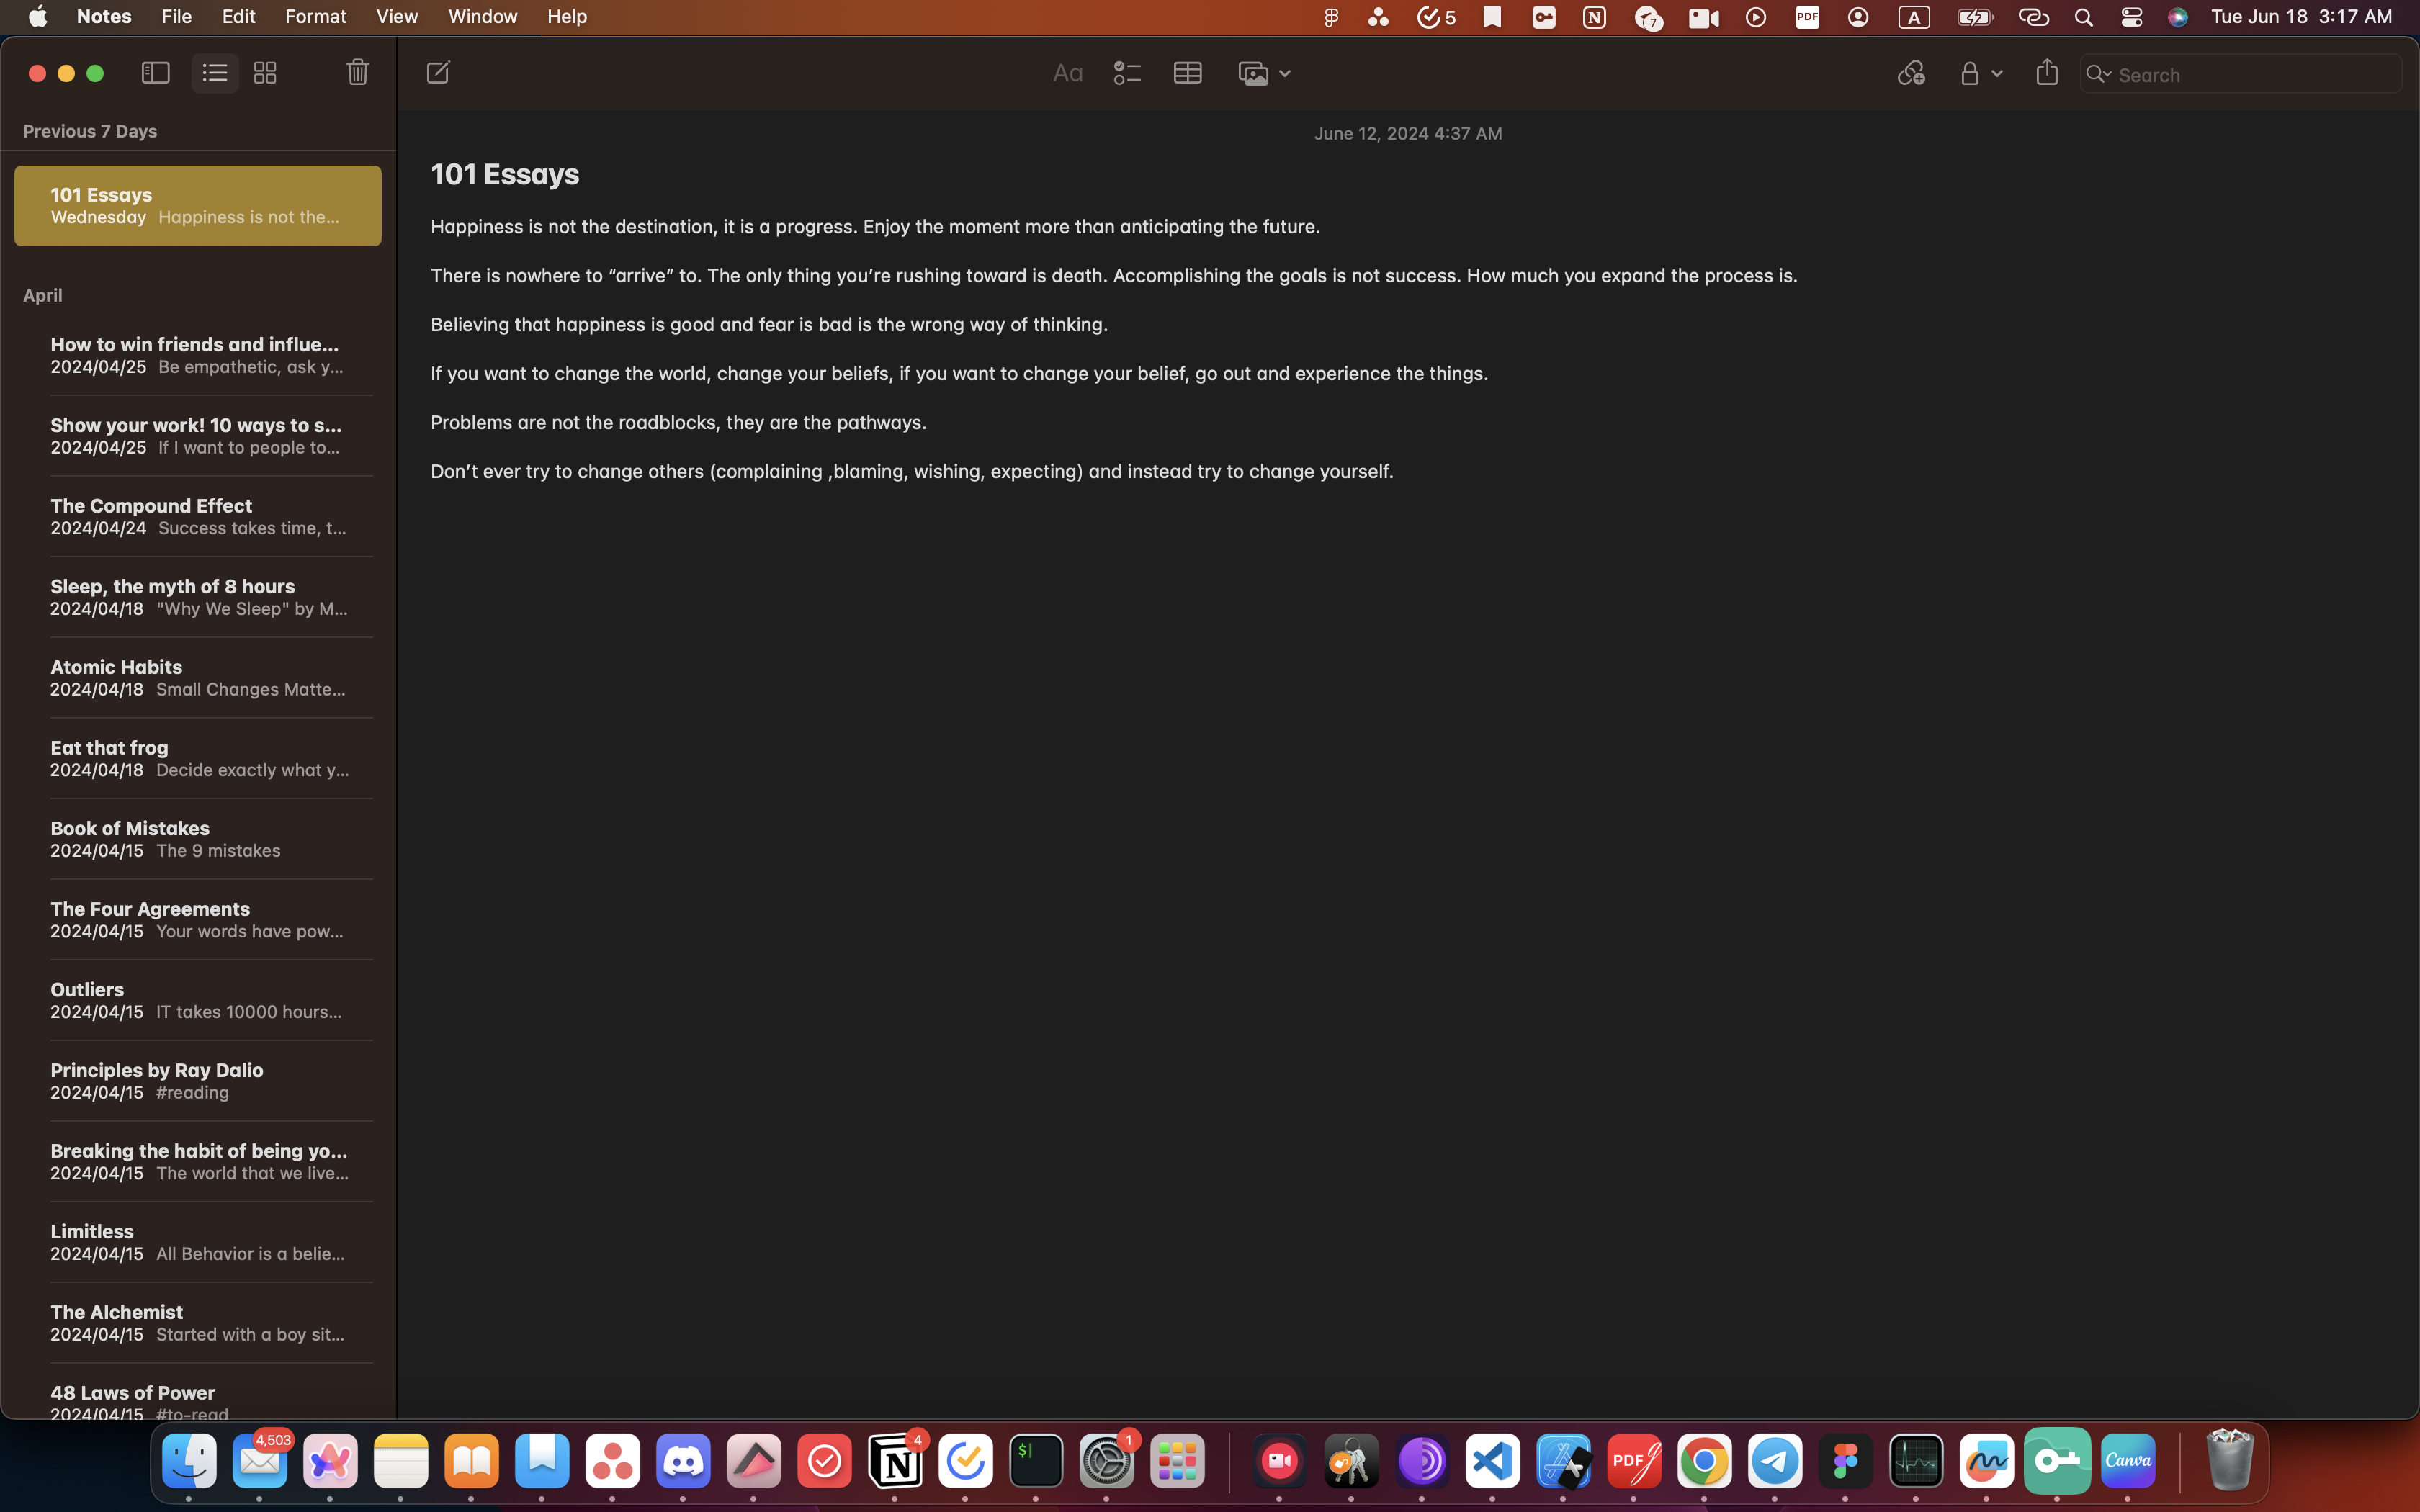 Notes File Edit Format View Window Help 5 N 7 PDF A Tue Jun 18 3:17 AM
Aa Search
Previous 7 Days
101 Essays
Wednesday Happiness is not the...
April
How to win friends and influe...
2024/04/25 Be empathetic, ask y...
Show your work! 10 ways to s...
2024/04/25 If I want to people to...
The Compound Effect
2024/04/24 Success takes time, t...
Sleep, the myth of 8 hours
2024/04/18 "Why We Sleep" by M...
Atomic Habits
2024/04/18 Small Changes Matte...
Eat that frog
2024/04/18 Decide exactly what y...
Book of Mistakes
2024/04/15 The 9 mistakes
The Four Agreements
2024/04/15 Your words have pow...
Outliers
2024/04/15 IT takes 10000 hours...
Principles by Ray Dalio
2024/04/15 #reading
Breaking the habit of being yo...
2024/04/15 The world that we live...
Limitless
2024/04/15 All Behavior is a belie...
The Alchemist
2024/04/15 Started with a boy sit...
48 Laws of Power
2024/04/15 #to-read
June 12, 2024 4:37 AM
101 Essays
Happiness is not the destination, it is a progress. Enjoy the moment more than anticipating the future.
There is nowhere to “arrive” to. The only thing you’re rushing toward is death. Accomplishing the goals is not success. How much you expand the process is.
Believing that happiness is good and fear is bad is the wrong way of thinking.
If you want to change the world, change your beliefs, if you want to change your belief, go out and experience the things.
Problems are not the roadblocks, they are the pathways.
Don’t ever try to change others (complaining ,blaming, wishing, expecting) and instead try to change yourself.
4,503 N 4 $ 1 PDF Canva